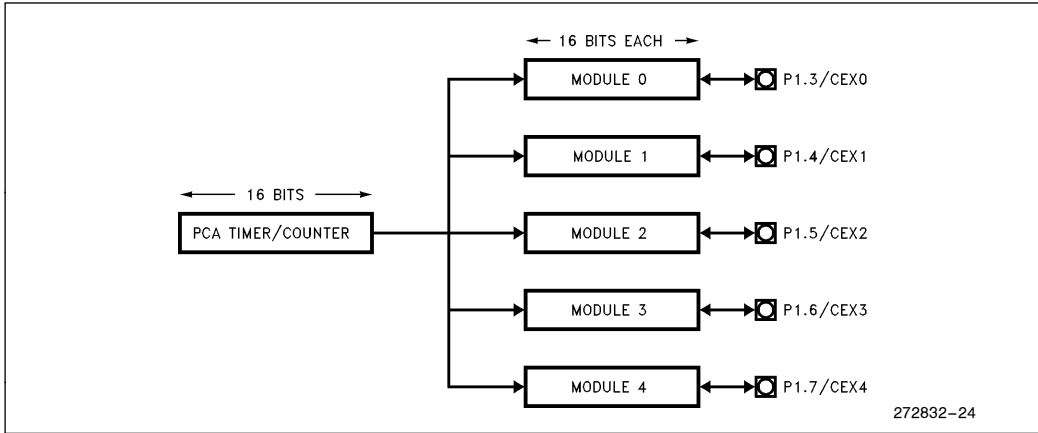 16 BITS EACH
MODULE 0
P1.3/CEX0
MODULE 1
P1.4/CEX1
16 BITS
PCA TIMER/COUNTER
MODULE 2
P1.5/CEX2
MODULE 3
P1.6/CEX3
MODULE 4
P1.7/CEX4
272832-24